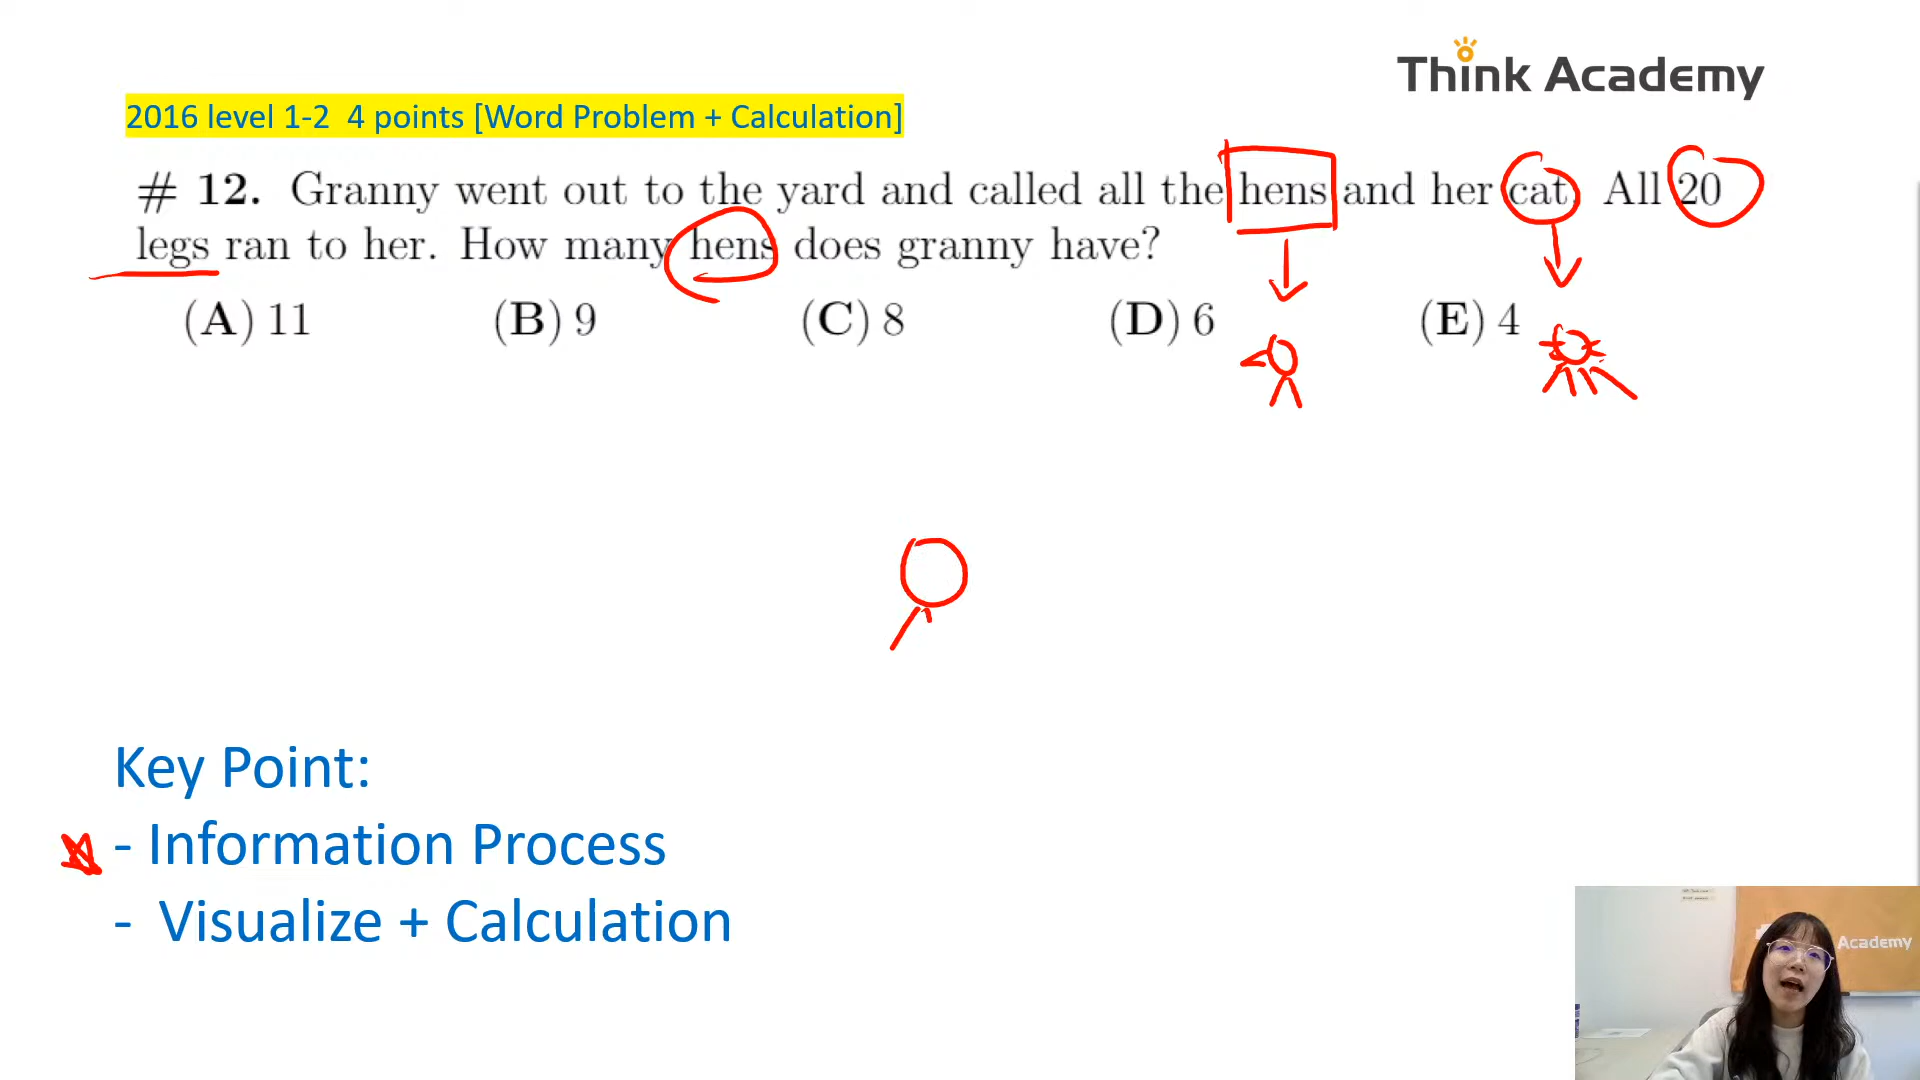 Think Academy
2016 level 1-2 4 points [Word Problem + Calculation]
# 12. Granny went out to the yard and called all the hens and her cat. All 20
legs ran to her. How many hens does granny have?
(A) 11 (B) 9 (C) 8 (D) 6 (E) 4
Key Point:
- Information Process
- Visualize + Calculation
Academy